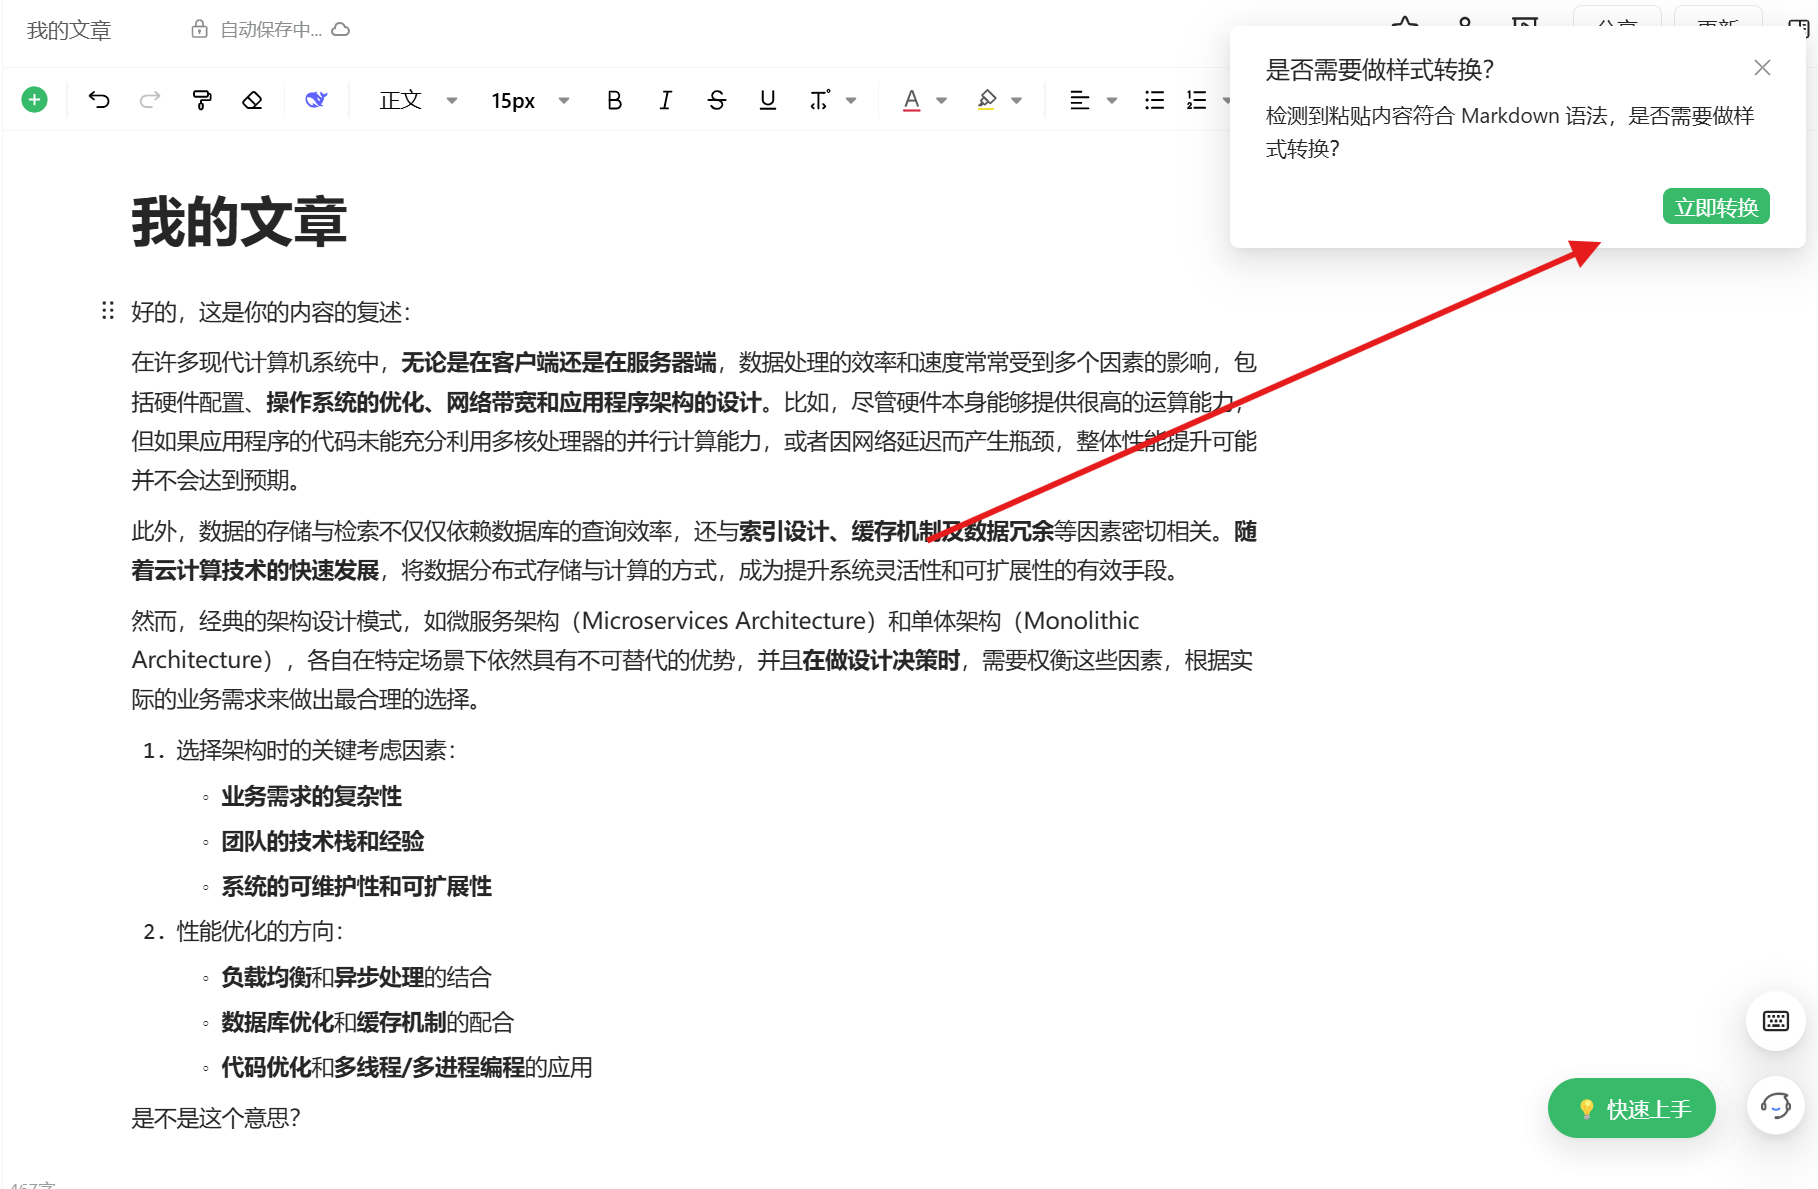 我的文章
自动保存中...
分享
更新
正文
15px
是否需要做样式转换？
检测到粘贴内容符合 Markdown 语法，是否需要做样
式转换？
立即转换
我的文章
好的，这是你的内容的复述：
在许多现代计算机系统中，无论是在客户端还是在服务器端，数据处理的效率和速度常常受到多个因素的影响，包
括硬件配置、操作系统的优化、网络带宽和应用程序架构的设计。比如，尽管硬件本身能够提供很高的运算能力，
但如果应用程序的代码未能充分利用多核处理器的并行计算能力，或者因网络延迟而产生瓶颈，整体性能提升可能
并不会达到预期。
此外，数据的存储与检索不仅仅依赖数据库的查询效率，还与索引设计、缓存机制及数据冗余等因素密切相关。随
着云计算技术的快速发展，将数据分布式存储与计算的方式，成为提升系统灵活性和可扩展性的有效手段。
然而，经典的架构设计模式，如微服务架构（Microservices Architecture）和单体架构（Monolithic
Architecture），各自在特定场景下依然具有不可替代的优势，并且在做设计决策时，需要权衡这些因素，根据实
际的业务需求来做出最合理的选择。
1. 选择架构时的关键考虑因素：
◦ 业务需求的复杂性
◦ 团队的技术栈和经验
◦ 系统的可维护性和可扩展性
2. 性能优化的方向：
◦ 负载均衡和异步处理的结合
◦ 数据库优化和缓存机制的配合
◦ 代码优化和多线程/多进程编程的应用
是不是这个意思？
快速上手
467字